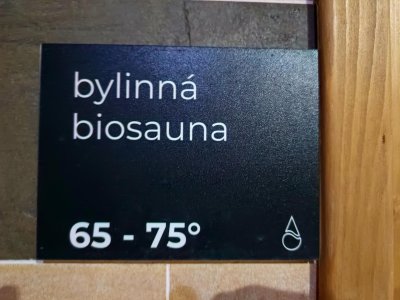 bylinná
biosauna
65 - 75°